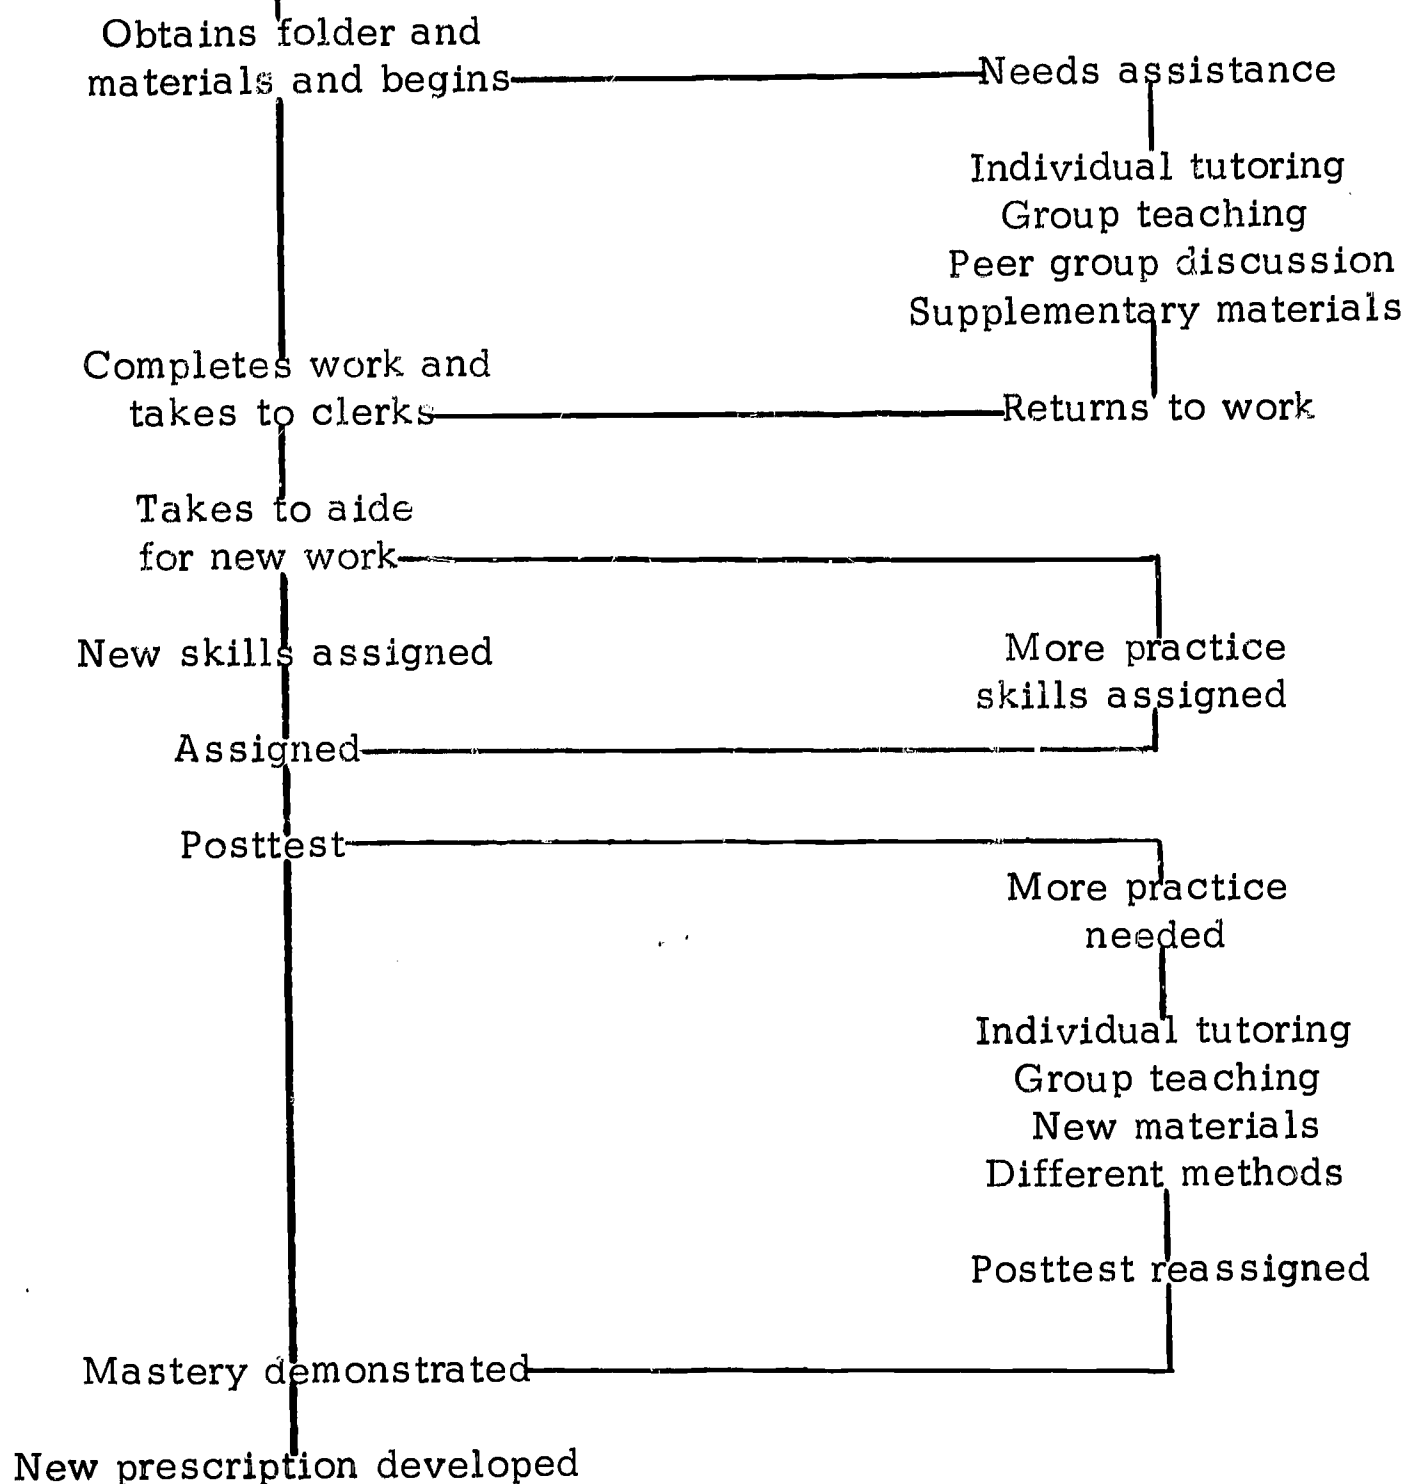 Obtains folder and
materials and begins
Needs assistance
Individual tutoring
Group teaching
Peer group discussion
Supplementary materials
Returns to work
Completes work and
takes to clerks
Takes to aide
for new work
New skills assigned
More practice
skills assigned
Assigned
Posttest
More practice
needed
Individual tutoring
Group teaching
New materials
Different methods
Posttest reassigned
Mastery demonstrated
New prescription developed